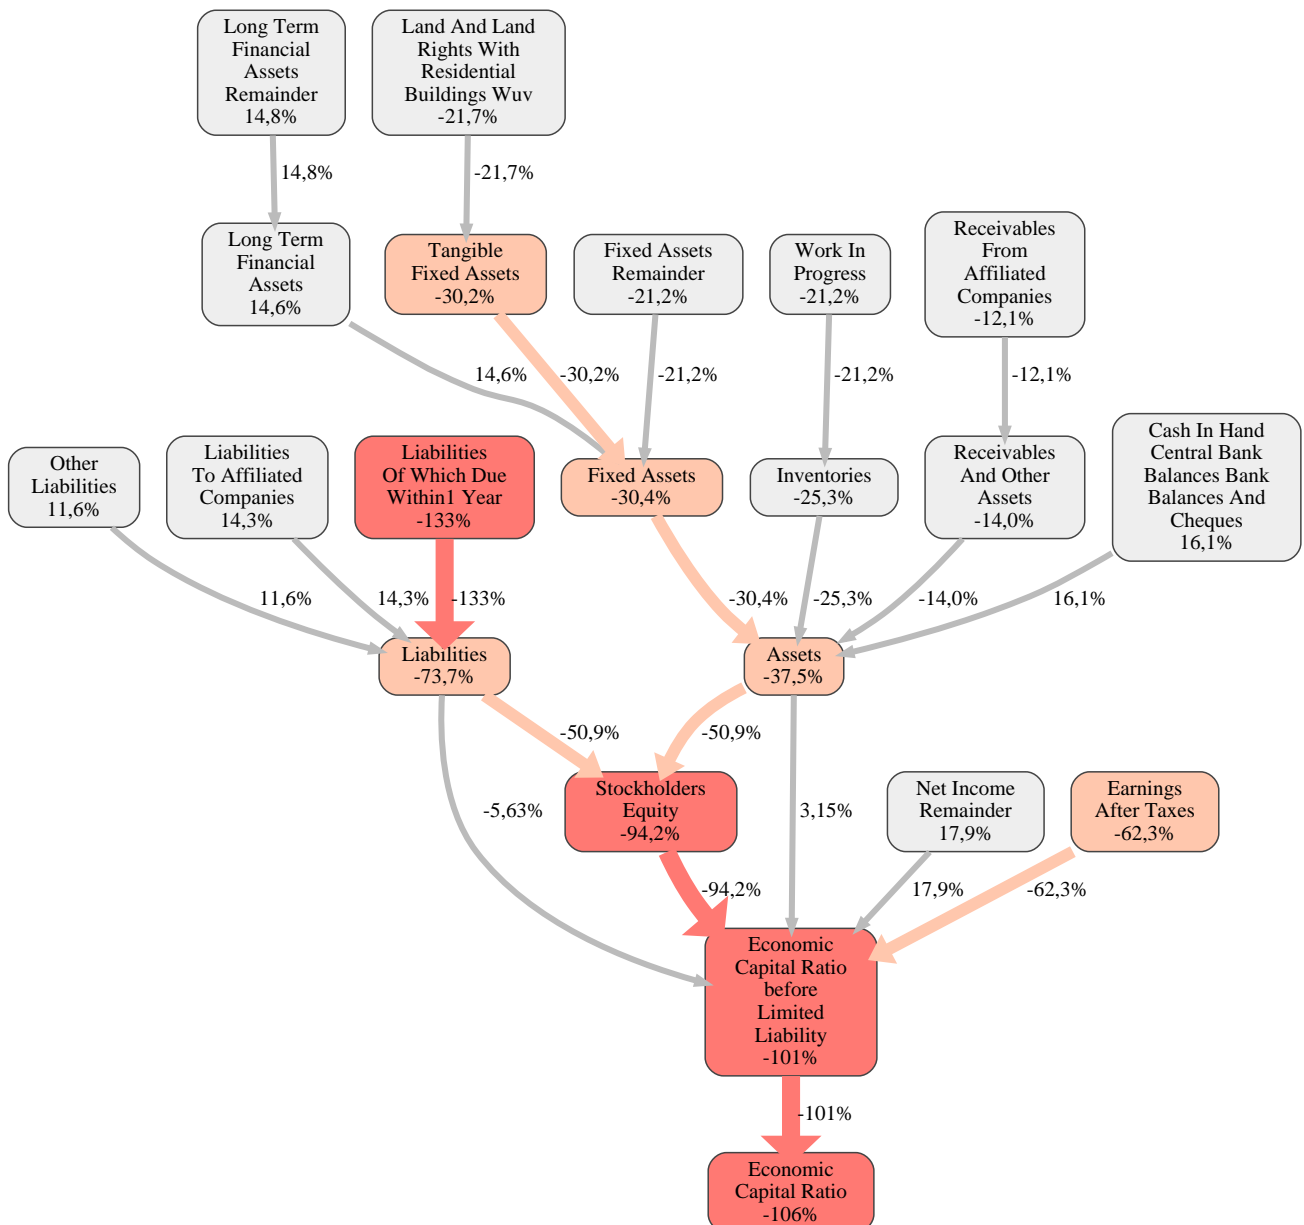 Long Term
Financial
Assets
Remainder
14,8%
Land And Land
Rights With
Residential
Buildings Wuv
-21,7%
14,8%
-21,7%
Long Term
Financial
Assets
14,6%
Tangible
Fixed Assets
-30,2%
Fixed Assets
Remainder
-21,2%
Work In
Progress
-21,2%
Receivables
From
Affiliated
Companies
-12,1%
14,6%
-30,2%
-21,2%
-21,2%
-12,1%
Other
Liabilities
11,6%
Liabilities
To Affiliated
Companies
14,3%
Liabilities
Of Which Due
Within1 Year
-133%
Fixed Assets
-30,4%
Inventories
-25,3%
Receivables
And Other
Assets
-14,0%
Cash In Hand
Central Bank
Balances Bank
Balances And
Cheques
16,1%
11,6%
14,3%
-133%
-30,4%
-25,3%
-14,0%
16,1%
Liabilities
-73,7%
Assets
-37,5%
-50,9%
-50,9%
-5,63%
Stockholders
Equity
-94,2%
3,15%
Net Income
Remainder
17,9%
Earnings
After Taxes
-62,3%
-94,2%
17,9%
-62,3%
Economic
Capital Ratio
before
Limited
Liability
-101%
-101%
Economic
Capital Ratio
-106%